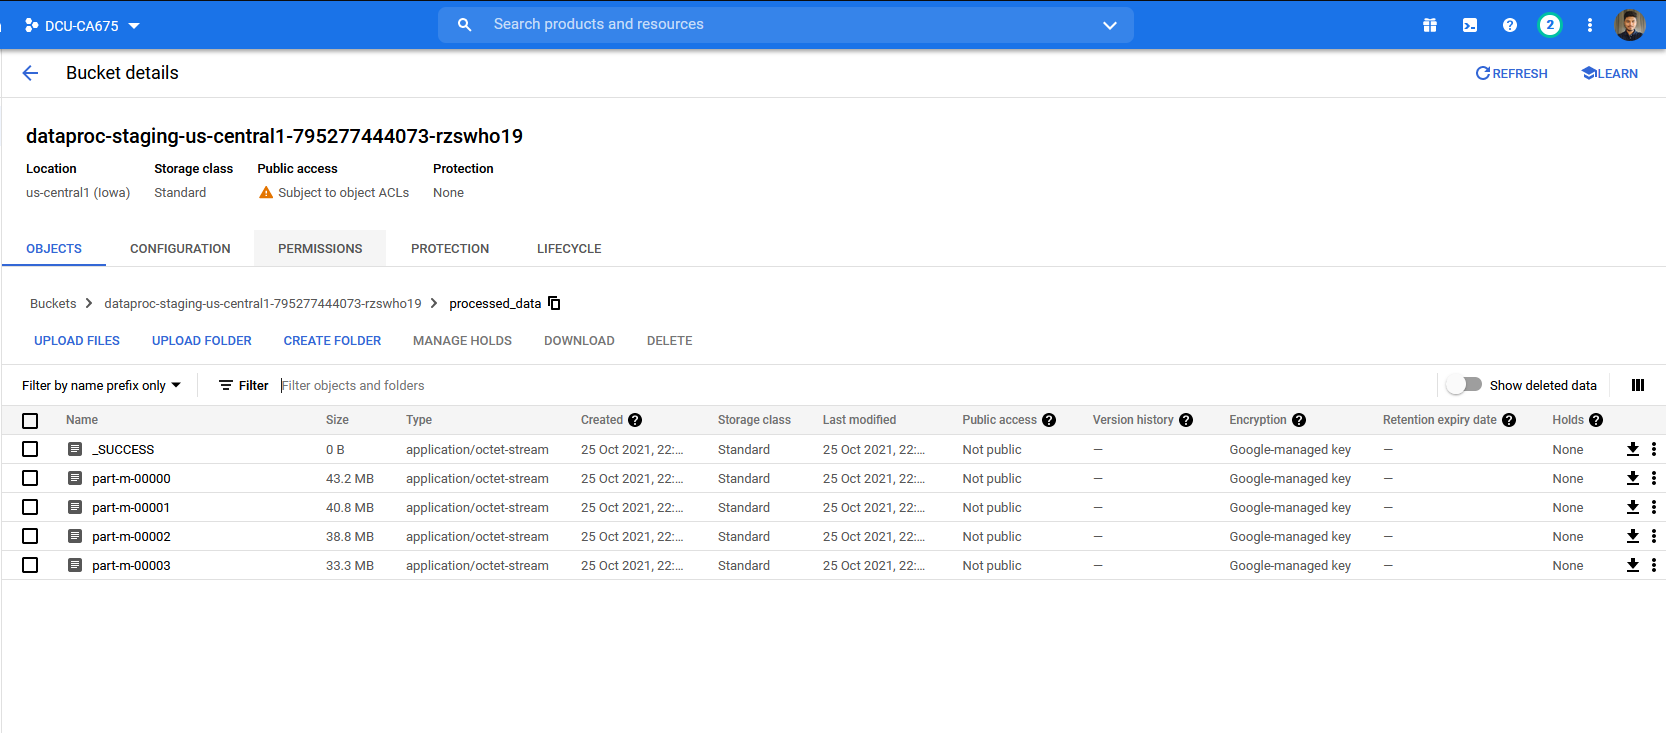 DCU-CA675 Search products and resources 2
Bucket details REFRESH LEARN
dataproc-staging-us-central1-795277444073-rzswho19
Location Storage class Public access Protection
us-central1 (Iowa) Standard Subject to object ACLs None
OBJECTS CONFIGURATION PERMISSIONS PROTECTION LIFECYCLE
Buckets > dataproc-staging-us-central1-795277444073-rzswho19 > processed_data
UPLOAD FILES UPLOAD FOLDER CREATE FOLDER MANAGE HOLDS DOWNLOAD DELETE
Filter by name prefix only Filter Filter objects and folders Show deleted data
Name Size Type Created ? Storage class Last modified Public access ? Version history ? Encryption ? Retention expiry date ? Holds ?
_SUCCESS 0 B application/octet-stream 25 Oct 2021, 22:... Standard 25 Oct 2021, 22:... Not public — Google-managed key — None
part-m-00000 43.2 MB application/octet-stream 25 Oct 2021, 22:... Standard 25 Oct 2021, 22:... Not public — Google-managed key — None
part-m-00001 40.8 MB application/octet-stream 25 Oct 2021, 22:... Standard 25 Oct 2021, 22:... Not public — Google-managed key — None
part-m-00002 38.8 MB application/octet-stream 25 Oct 2021, 22:... Standard 25 Oct 2021, 22:... Not public — Google-managed key — None
part-m-00003 33.3 MB application/octet-stream 25 Oct 2021, 22:... Standard 25 Oct 2021, 22:... Not public — Google-managed key — None